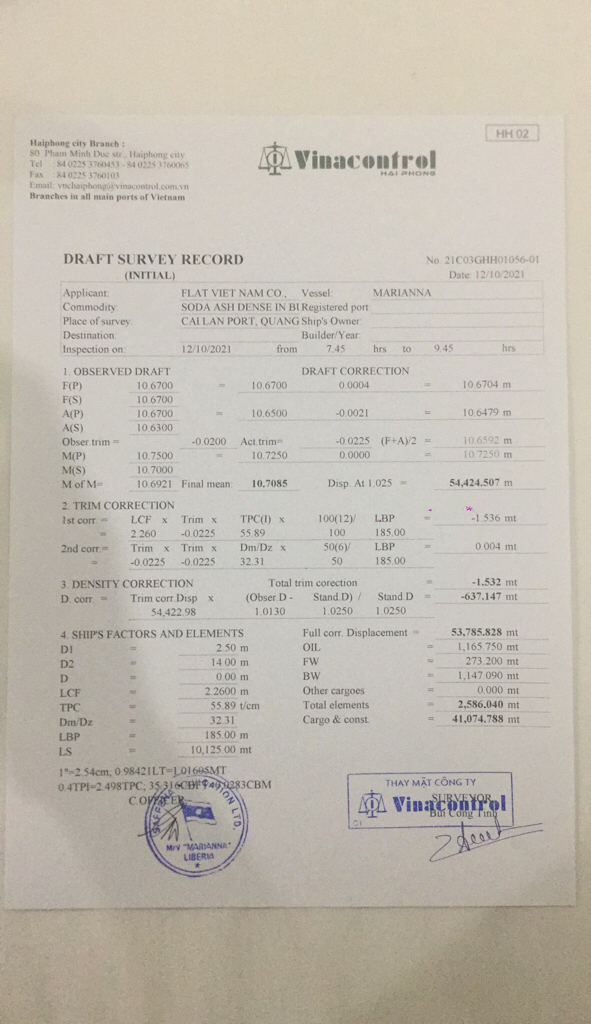 HH 02
Haiphong city Branch :
80 Pham Minh Duc str., Haiphong city
Tel : 84 0225 3760453 - 84 0225 3760065
Fax : 84 0225 3760103
Email: vnchaiphong@vinacontrol.com.vn
Branches in all main ports of Vietnam
Vinacontrol
HAI PHONG
DRAFT SURVEY RECORD No. 21C03GHH01056-01
(INITIAL) Date: 12/10/2021
Applicant: FLAT VIET NAM CO., Vessel: MARIANNA
Commodity: SODA ASH DENSE IN BU Registered port:
Place of survey: CAI LAN PORT, QUANG Ship's Owner:
Destination: Builder/Year:
Inspection on: 12/10/2021 from 7.45 hrs to 9.45 hrs
1. OBSERVED DRAFT DRAFT CORRECTION
F(P) 10.6700 = 10.6700 0.0004 = 10.6704 m
F(S) 10.6700
A(P) 10.6700 = 10.6500 -0.0021 = 10.6479 m
A(S) 10.6300
Obser.trim = -0.0200 Act.trim= -0.0225 (F+A)/2 = 10.6592 m
M(P) 10.7500 = 10.7250 0.0000 = 10.7250 m
M(S) 10.7000
M of M= 10.6921 Final mean: 10.7085 Disp. At 1.025 = 54,424.507 m
2. TRIM CORRECTION
1st corr = LCF x Trim x TPC(I) x 100(12)/ LBP = -1.536 mt
= 2.260 -0.0225 55.89 100 185.00
2nd corr = Trim x Trim x Dm/Dz x 50(6)/ LBP = 0.004 mt
= -0.0225 -0.0225 32.31 50 185.00
3. DENSITY CORRECTION Total trim corection = -1.532 mt
D. corr = Trim corr.Disp x (Obser.D - Stand.D) / Stand.D = -637.147 mt
54,422.98 1.0130 1.0250 1.0250
4. SHIP'S FACTORS AND ELEMENTS Full corr. Displacement = 53,785.828 mt
D1 = 2.50 m OIL = 1,165.750 mt
D2 = 14.00 m FW = 273.200 mt
D = 0.00 m BW = 1,147.090 mt
LCF = 2.2600 m Other cargoes = 0.000 mt
TPC = 55.89 t/cm Total elements = 2,586.040 mt
Dm/Dz = 32.31 Cargo & const. = 41,074.788 mt
LBP = 185.00 m
LS = 10,125.00 mt
1"=2.54cm, 0.98421LT=1.01605MT
0.4TPI=2.498TPC; 35.316CBF=
C.OFFICER
M/V "MARIANNA"
LIBERIA
THAY MẶT CÔNG TY
SURVEYOR
Vinacontrol
Bui Cong Tinh